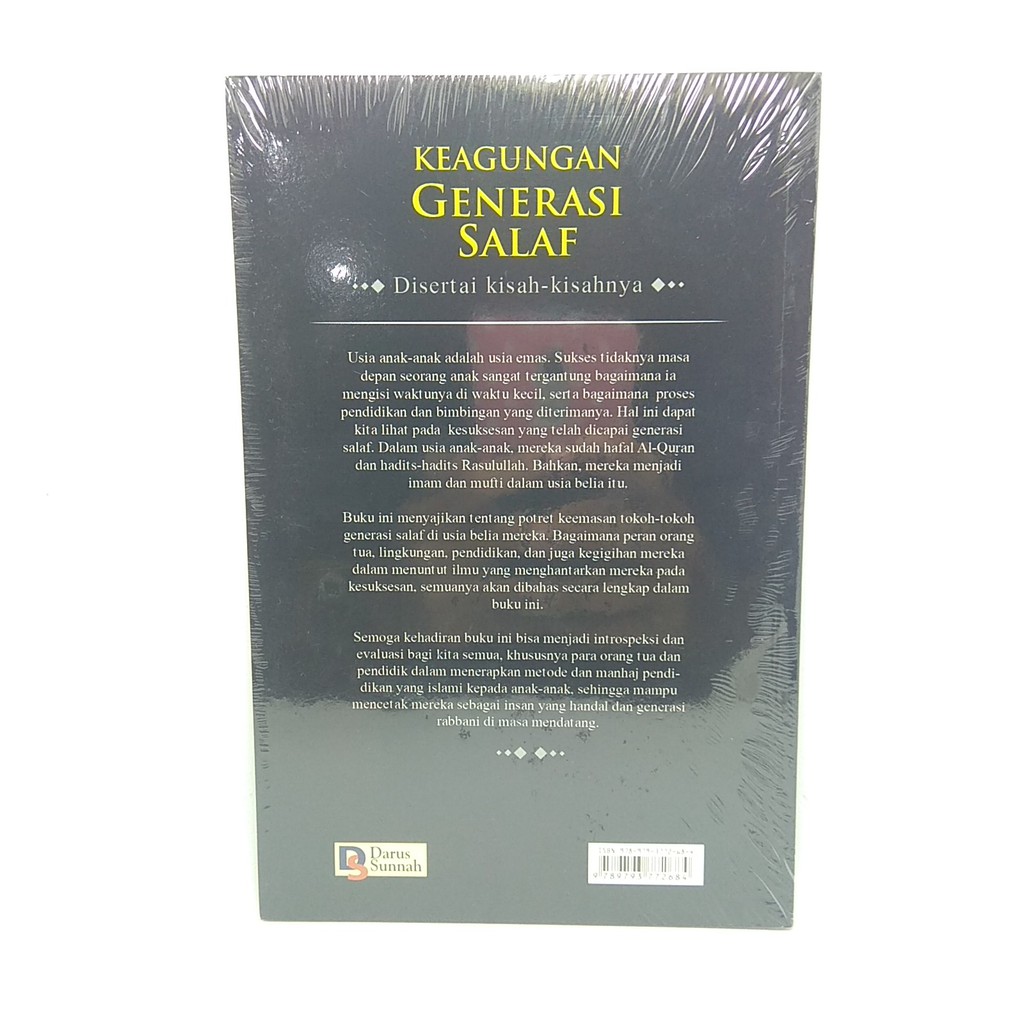 KEAGUNGAN
GENERASI
SALAF
Disertai kisah-kisahnya
Usia anak-anak adalah usia emas. Sukses tidaknya masa
depan seorang anak sangat tergantung bagaimana ia
mengisi waktunya di waktu kecil, serta bagaimana proses
pendidikan dan bimbingan yang diterimanya. Hal ini dapat
kita lihat pada kesuksesan yang telah dicapai generasi
salaf. Dalam usia anak-anak, mereka sudah hafal Al-Quran
dan hadits-hadits Rasulullah. Bahkan, mereka menjadi
imam dan mufti dalam usia belia itu.
Buku ini menyajikan tentang potret keemasan tokoh-tokoh
generasi salaf di usia belia mereka. Bagaimana peran orang
tua, lingkungan, pendidikan, dan juga kegigihan mereka
dalam menuntut ilmu yang menghantarkan mereka pada
kesuksesan, semuanya akan dibahas secara lengkap dalam
buku ini.
Semoga kehadiran buku ini bisa menjadi introspeksi dan
evaluasi bagi kita semua, khususnya para orang tua dan
pendidik dalam menerapkan metode dan manhaj pendi-
dikan yang islami kepada anak-anak, sehingga mampu
mencetak mereka sebagai insan yang handal dan generasi
rabbani di masa mendatang.
DS Darus
Sunnah
ISBN
9 789793 772684